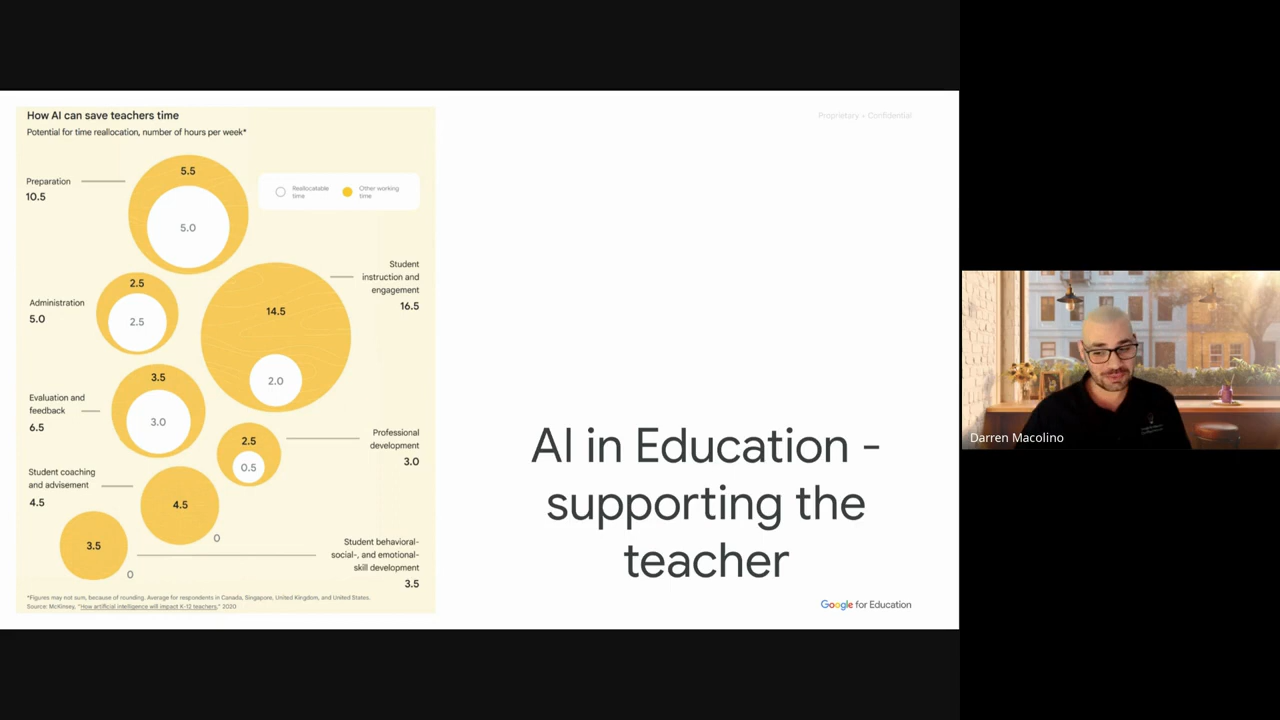 How AI can save teachers time
Potential for time reallocation, number of hours per week*
Proprietary + Confidential
Preparation
10.5
5.5
5.0
Reallocatable
time
Other working
time
Student
instruction and
engagement
16.5
14.5
2.0
Administration
5.0
2.5
2.5
Evaluation and
feedback
6.5
3.5
3.0
Professional
development
3.0
2.5
0.5
Student coaching
and advisement
4.5
4.5
0
Student behavioral-
social-, and emotional-
skill development
3.5
3.5
0
*Figures may not sum, because of rounding. Average for respondents in Canada, Singapore, United Kingdom, and United States.
Source: McKinsey, "How artificial intelligence will impact K-12 teachers," 2020
AI in Education -
supporting the
teacher
Google for Education
Darren Macolino